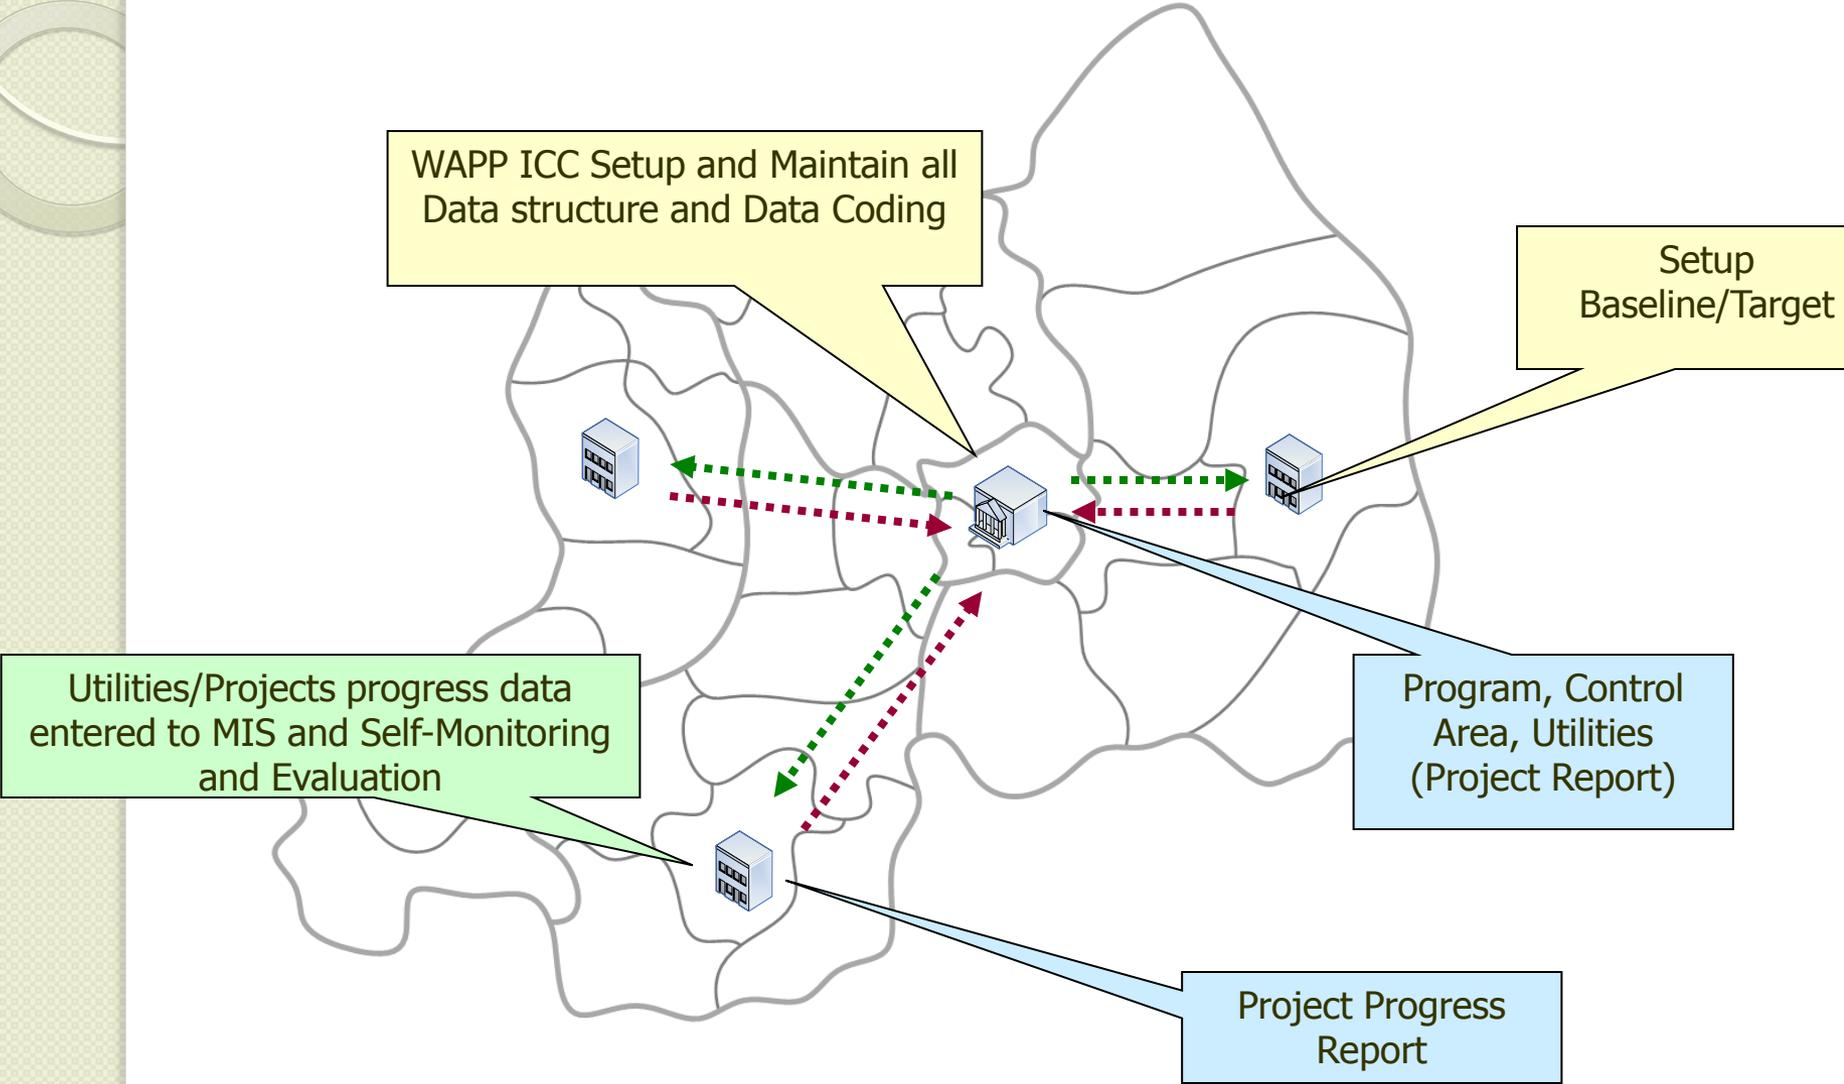 WAPP ICC Setup and Maintain all
Data structure and Data Coding
Setup
Baseline/Target
Utilities/Projects progress data
entered to MIS and Self-Monitoring
and Evaluation
Program, Control
Area, Utilities
(Project Report)
Project Progress
Report